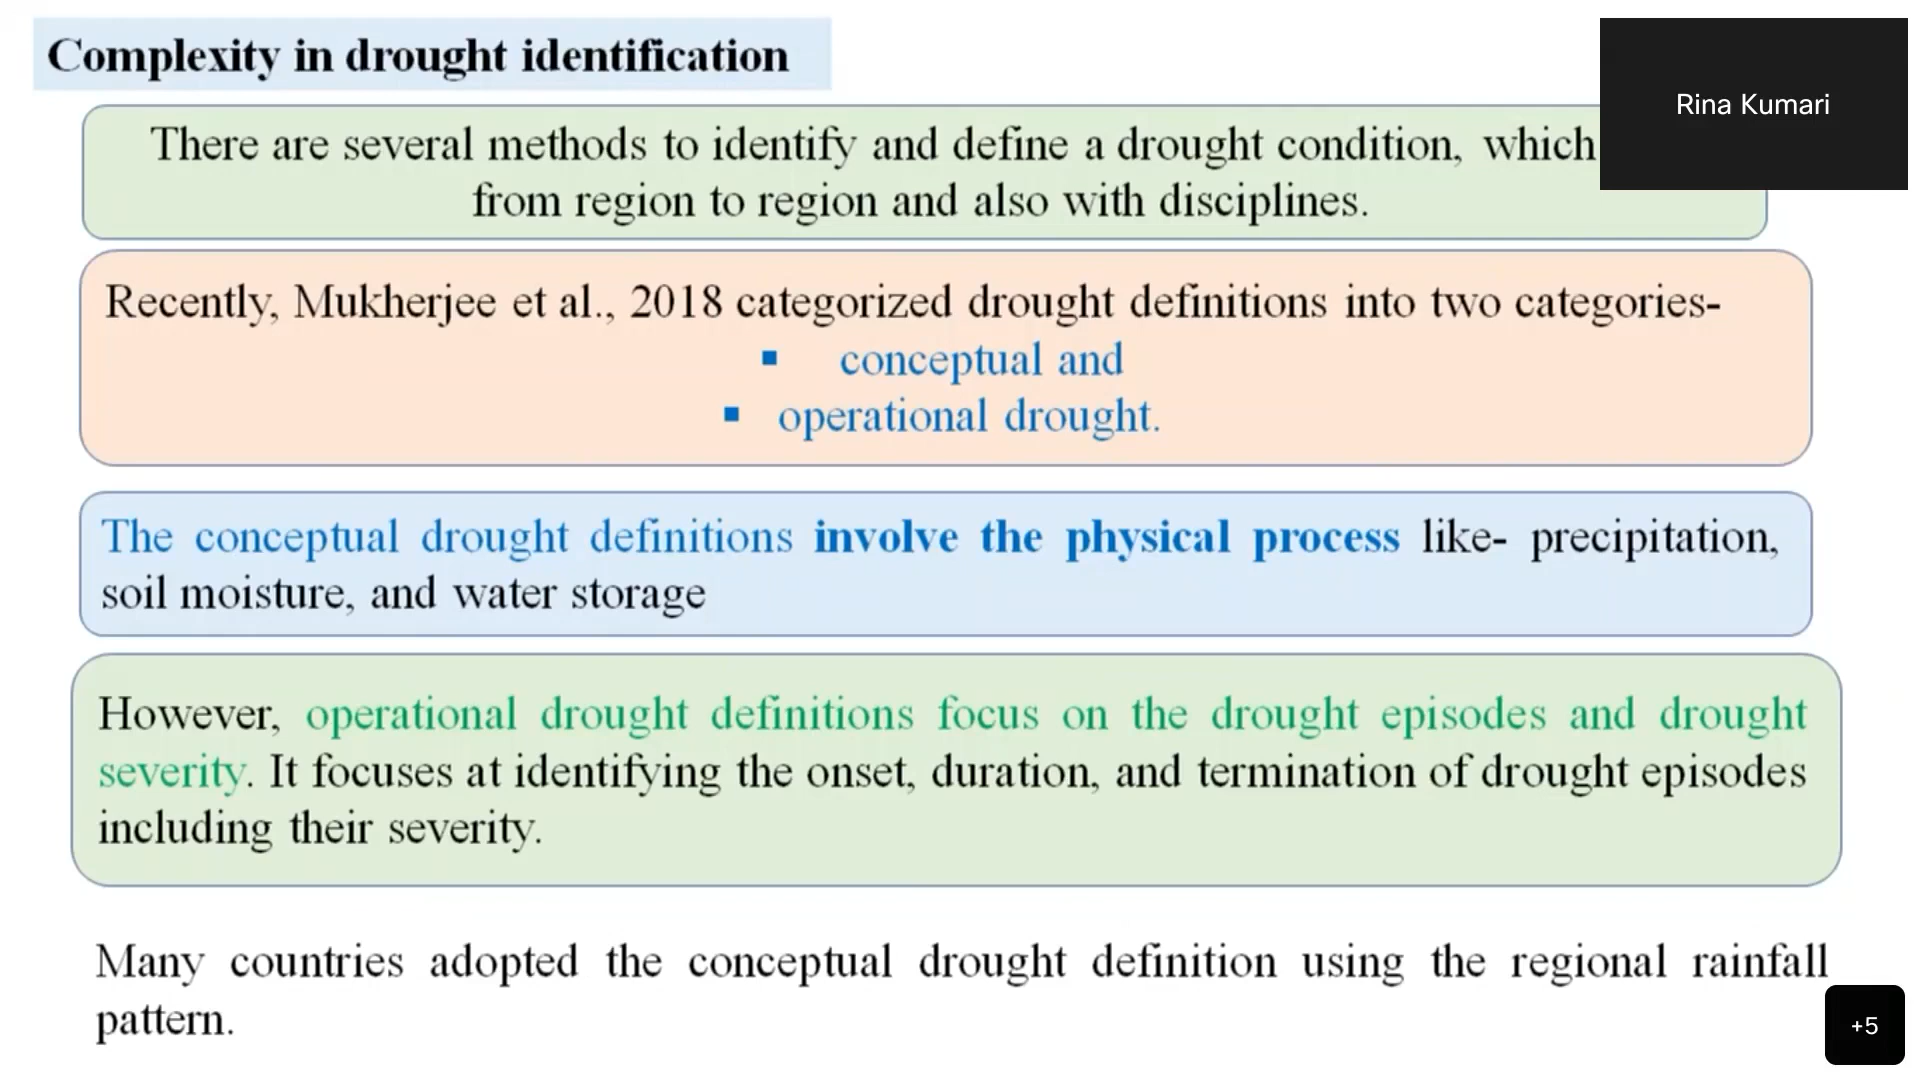 Complexity in drought identification
Rina Kumari
There are several methods to identify and define a drought condition, which
from region to region and also with disciplines.
Recently, Mukherjee et al., 2018 categorized drought definitions into two categories-
▪ conceptual and
▪ operational drought.
The conceptual drought definitions involve the physical process like- precipitation,
soil moisture, and water storage
However, operational drought definitions focus on the drought episodes and drought
severity. It focuses at identifying the onset, duration, and termination of drought episodes
including their severity.
Many countries adopted the conceptual drought definition using the regional rainfall
pattern.
+5